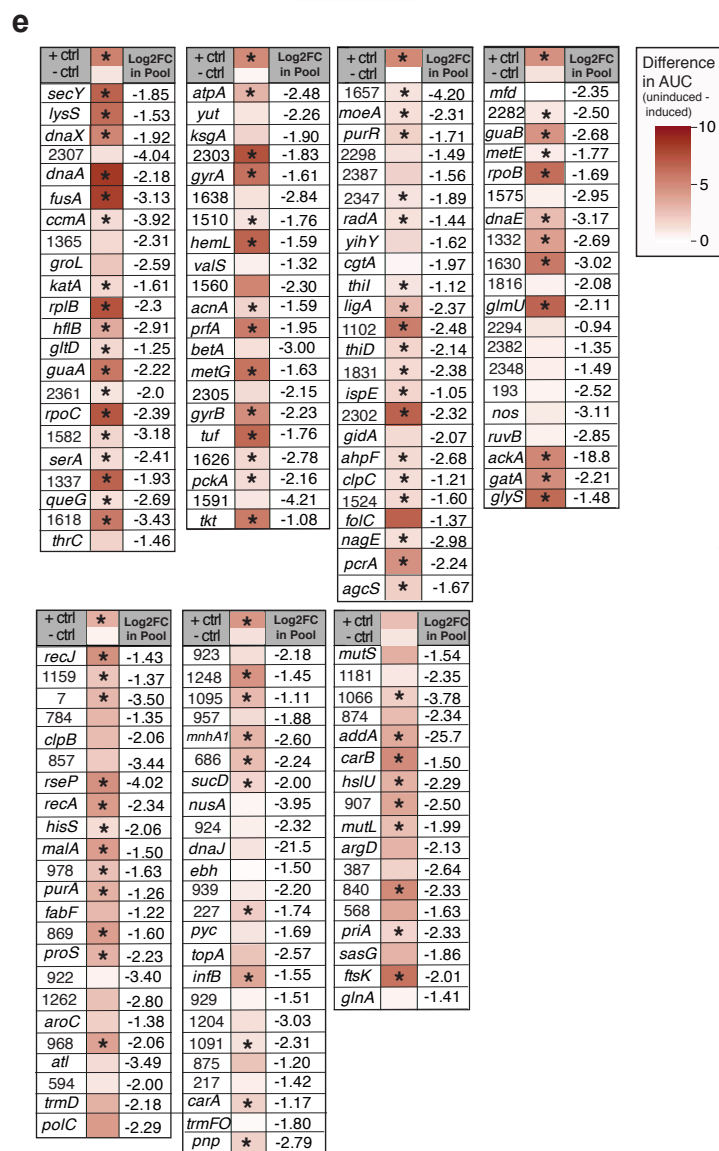 e
+ ctrl * Log2FC
- ctrl in Pool
secY * -1.85
lysS * -1.53
dnaX * -1.92
2307 -4.04
dnaA * -2.18
fusA * -3.13
ccmA * -3.92
1365 -2.31
groL -2.59
katA * -1.61
rplB * -2.3
hflB * -2.91
gltD * -1.25
guaA * -2.22
2361 * -2.0
rpoC * -2.39
1582 * -3.18
serA * -2.41
1337 * -1.93
queG * -2.69
1618 * -3.43
thrC -1.46
+ ctrl * Log2FC
- ctrl in Pool
atpA * -2.48
yut -2.26
ksgA -1.90
2303 * -1.83
gyrA * -1.61
1638 -2.84
1510 * -1.76
hemL * -1.59
valS -1.32
1560 -2.30
acnA * -1.59
prfA * -1.95
betA -3.00
metG * -1.63
2305 -2.15
gyrB * -2.23
tuf * -1.76
1626 * -2.78
pckA * -2.16
1591 -4.21
tkt * -1.08
+ ctrl * Log2FC
- ctrl in Pool
1657 * -4.20
moeA * -2.31
purR * -1.71
2298 -1.49
2387 -1.56
2347 * -1.89
radA * -1.44
yihY -1.62
cgtA -1.97
thiI * -1.12
ligA * -2.37
1102 * -2.48
thiD * -2.14
1831 * -2.38
ispE * -1.05
2302 * -2.32
gidA -2.07
ahpF * -2.68
clpC * -1.21
1524 * -1.60
folC -1.37
nagE * -2.98
pcrA * -2.24
agcS * -1.67
+ ctrl * Log2FC
- ctrl in Pool
mfd -2.35
2282 * -2.50
guaB * -2.68
metE * -1.77
rpoB * -1.69
1575 -2.95
dnaE * -3.17
1332 * -2.69
1630 * -3.02
1816 -2.08
glmU * -2.11
2294 -0.94
2382 -1.35
2348 -1.49
193 -2.52
nos -3.11
ruvB -2.85
ackA * -18.8
gatA * -2.21
glyS * -1.48
Difference
in AUC
(uninduced -
induced)
10
5
0
+ ctrl * Log2FC
- ctrl in Pool
recJ * -1.43
1159 * -1.37
7 * -3.50
784 -1.35
clpB -2.06
857 -3.44
rseP * -4.02
recA * -2.34
hisS * -2.06
malA * -1.50
978 * -1.63
purA * -1.26
fabF -1.22
869 * -1.60
proS * -2.23
922 -3.40
1262 -2.80
aroC -1.38
968 * -2.06
atl -3.49
594 -2.00
trmD -2.18
polC -2.29
+ ctrl * Log2FC
- ctrl in Pool
923 -2.18
1248 * -1.45
1095 * -1.11
957 -1.88
mnhA1 * -2.60
686 * -2.24
sucD * -2.00
nusA -3.95
924 -2.32
dnaJ -21.5
ebh -1.50
939 -2.20
227 * -1.74
pyc -1.69
topA -2.57
infB * -1.55
929 -1.51
1204 -3.03
1091 * -2.31
875 -1.20
217 -1.42
carA * -1.17
trmFO -1.80
pnp * -2.79
+ ctrl Log2FC
- ctrl in Pool
mutS -1.54
1181 -2.35
1066 * -3.78
874 -2.34
addA * -25.7
carB * -1.50
hslU * -2.29
907 * -2.50
mutL * -1.99
argD -2.13
387 -2.64
840 * -2.33
568 -1.63
priA * -2.33
sasG -1.86
ftsK * -2.01
glnA -1.41